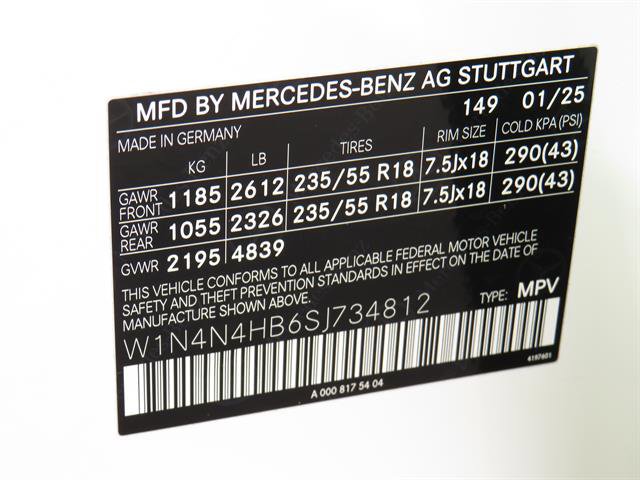 MFD BY MERCEDES-BENZ AG STUTTGART
149 01/25
MADE IN GERMANY
KG LB TIRES RIM SIZE COLD KPA(PSI)
GAWR FRONT 1185 2612 235/55 R18 7.5Jx18 290(43)
GAWR REAR 1055 2326 235/55 R18 7.5Jx18 290(43)
GVWR 2195 4839
THIS VEHICLE CONFORMS TO ALL APPLICABLE FEDERAL MOTOR VEHICLE
SAFETY AND THEFT PREVENTION STANDARDS IN EFFECT ON THE DATE OF
MANUFACTURE SHOWN ABOVE.
W1N4N4HB6SJ734812 TYPE: MPV
4197601
A 000 817 54 04